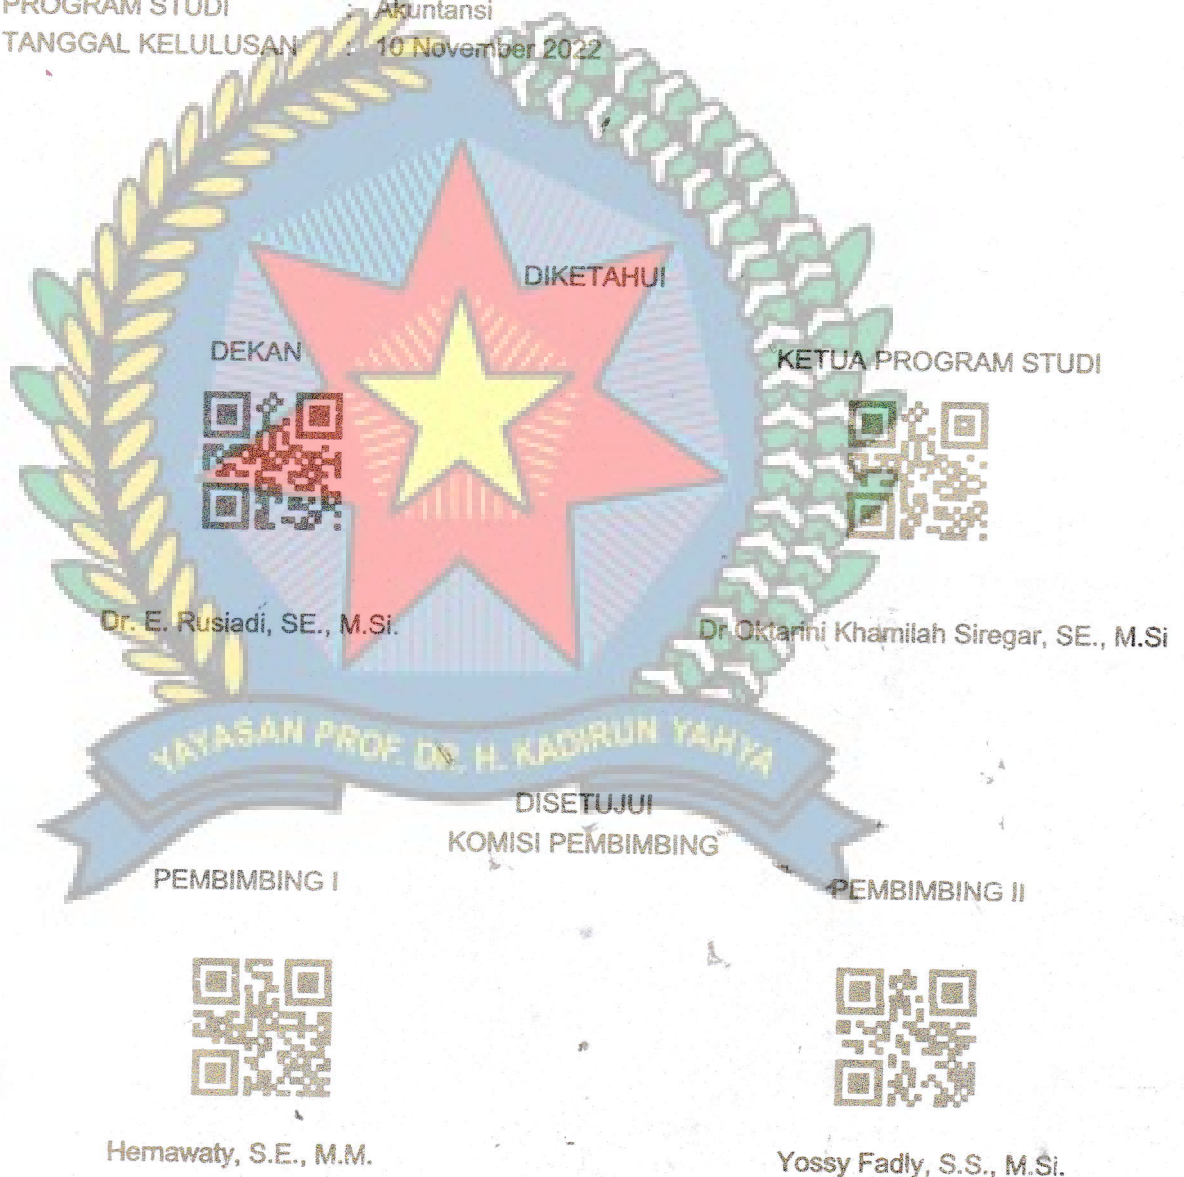 PROGRAM STUDI : Akuntansi
TANGGAL KELULUSAN : 10 November 2022
DIKETAHUI
DEKAN
KETUA PROGRAM STUDI
Dr. E. Rusiadi, SE., M.Si.
Dr Oktarini Khamilah Siregar, SE., M.Si
YAYASAN PROF. DR. H. KADIRUN YAHYA
DISETUJUI
KOMISI PEMBIMBING
PEMBIMBING I
PEMBIMBING II
Hernawaty, S.E., M.M.
Yossy Fadly, S.S., M.Si.